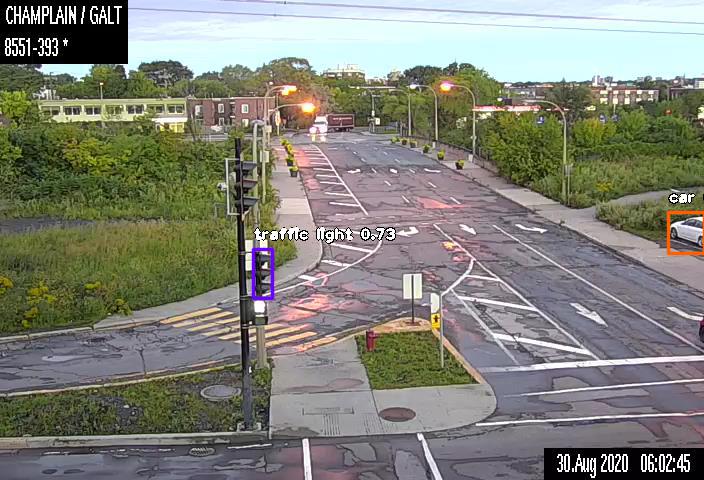 CHAMPLAIN / GALT
8551-393 *
car
traffic light 0.73
30.Aug 2020 06:02:45